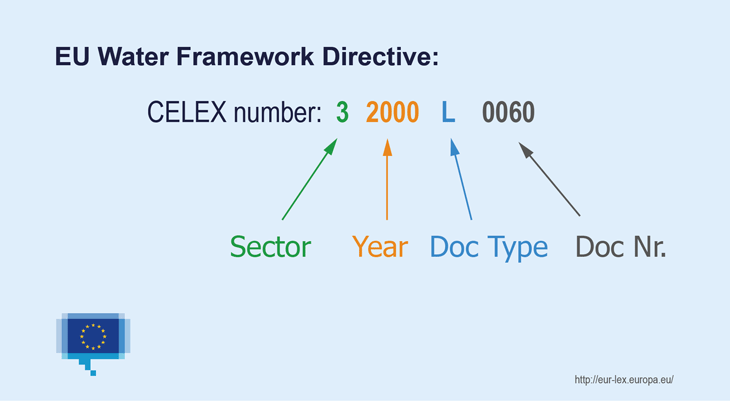 EU Water Framework Directive:
CELEX number: 3 2000 L 0060
Sector Year Doc Type Doc Nr.
http://eur-lex.europa.eu/